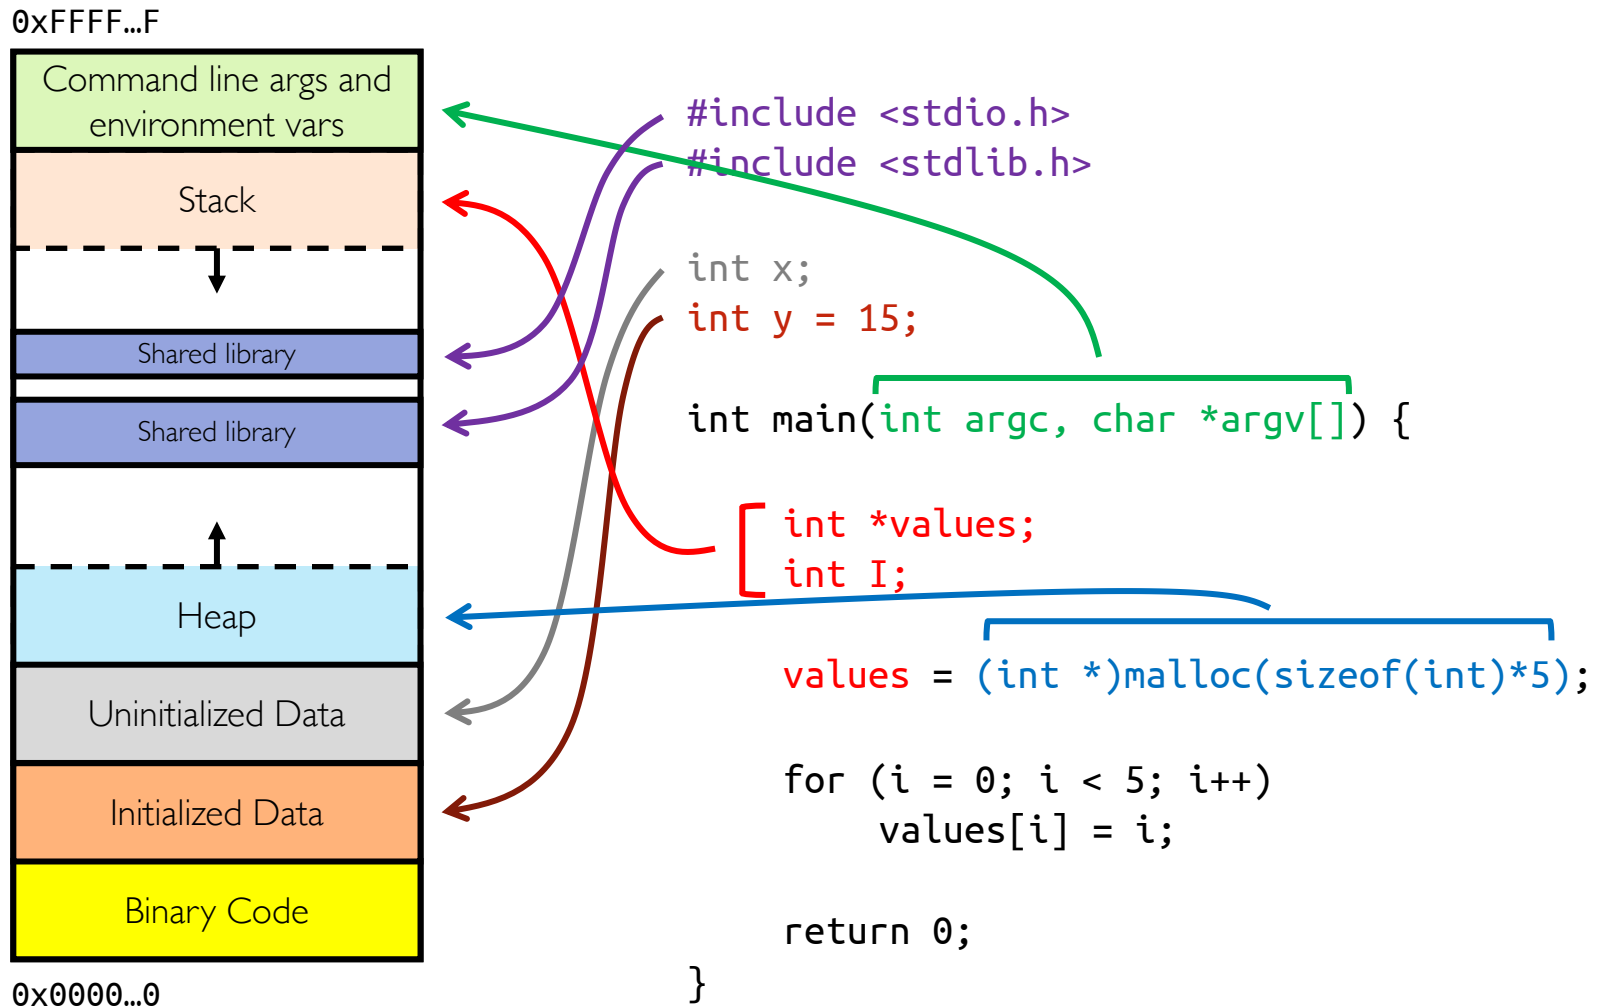 0xFFFF…F
Command line args and
environment vars
Stack
Shared library
Shared library
Heap
Uninitialized Data
Initialized Data
Binary Code
0x0000…0
#include <stdio.h>
#include <stdlib.h>
int x;
int y = 15;
int main(int argc, char *argv[]) {
int *values;
int I;
values = (int *)malloc(sizeof(int)*5);
for (i = 0; i < 5; i++)
values[i] = i;
return 0;
}